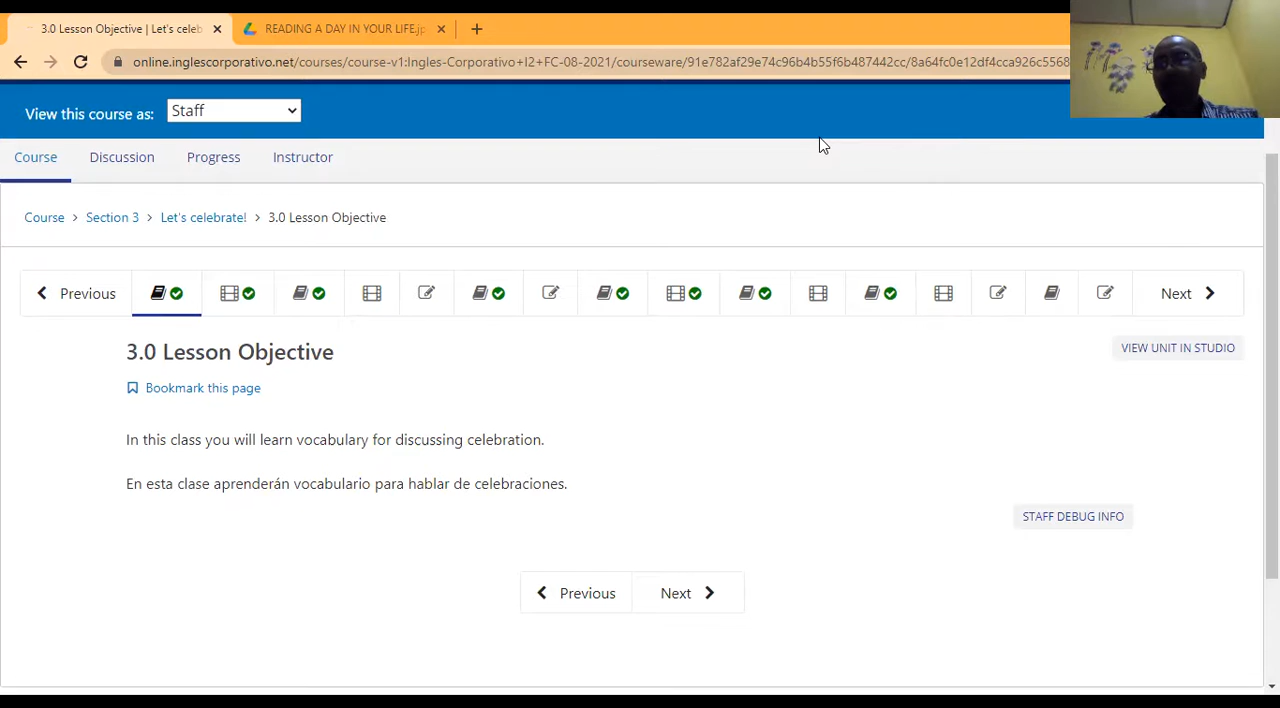 3.0 Lesson Objective | Let's celeb
READING A DAY IN YOUR LIFE.jp
online.inglescorporativo.net/courses/course-v1:Ingles-Corporativo+I2+FC-08-2021/courseware/91e782af29e74c96b4b55f6b487442cc/8a64fc0e12df4cca926c5568
View this course as: Staff
Course Discussion Progress Instructor
Course > Section 3 > Let's celebrate! > 3.0 Lesson Objective
Previous Next
3.0 Lesson Objective
VIEW UNIT IN STUDIO
Bookmark this page
In this class you will learn vocabulary for discussing celebration.
En esta clase aprenderán vocabulario para hablar de celebraciones.
STAFF DEBUG INFO
Previous Next